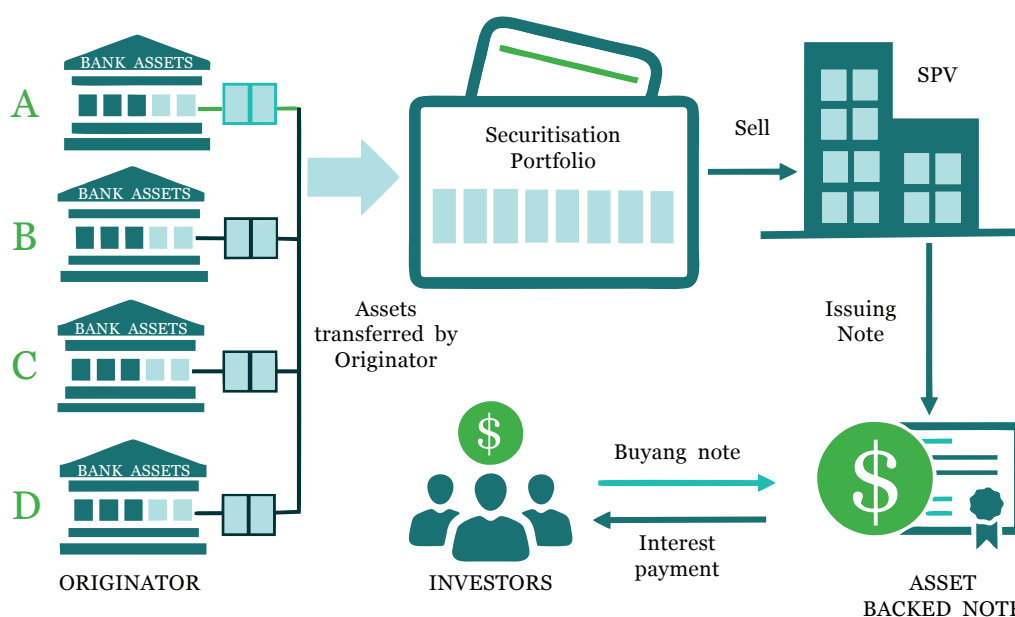 A
BANK ASSETS
B
BANK ASSETS
C
BANK ASSETS
D
BANK ASSETS
ORIGINATOR
Assets
transferred by
Originator
Securitisation
Portfolio
Sell
SPV
Issuing
Note
$
Buyang note
Interest
payment
INVESTORS
$
ASSET
BACKED NOTE